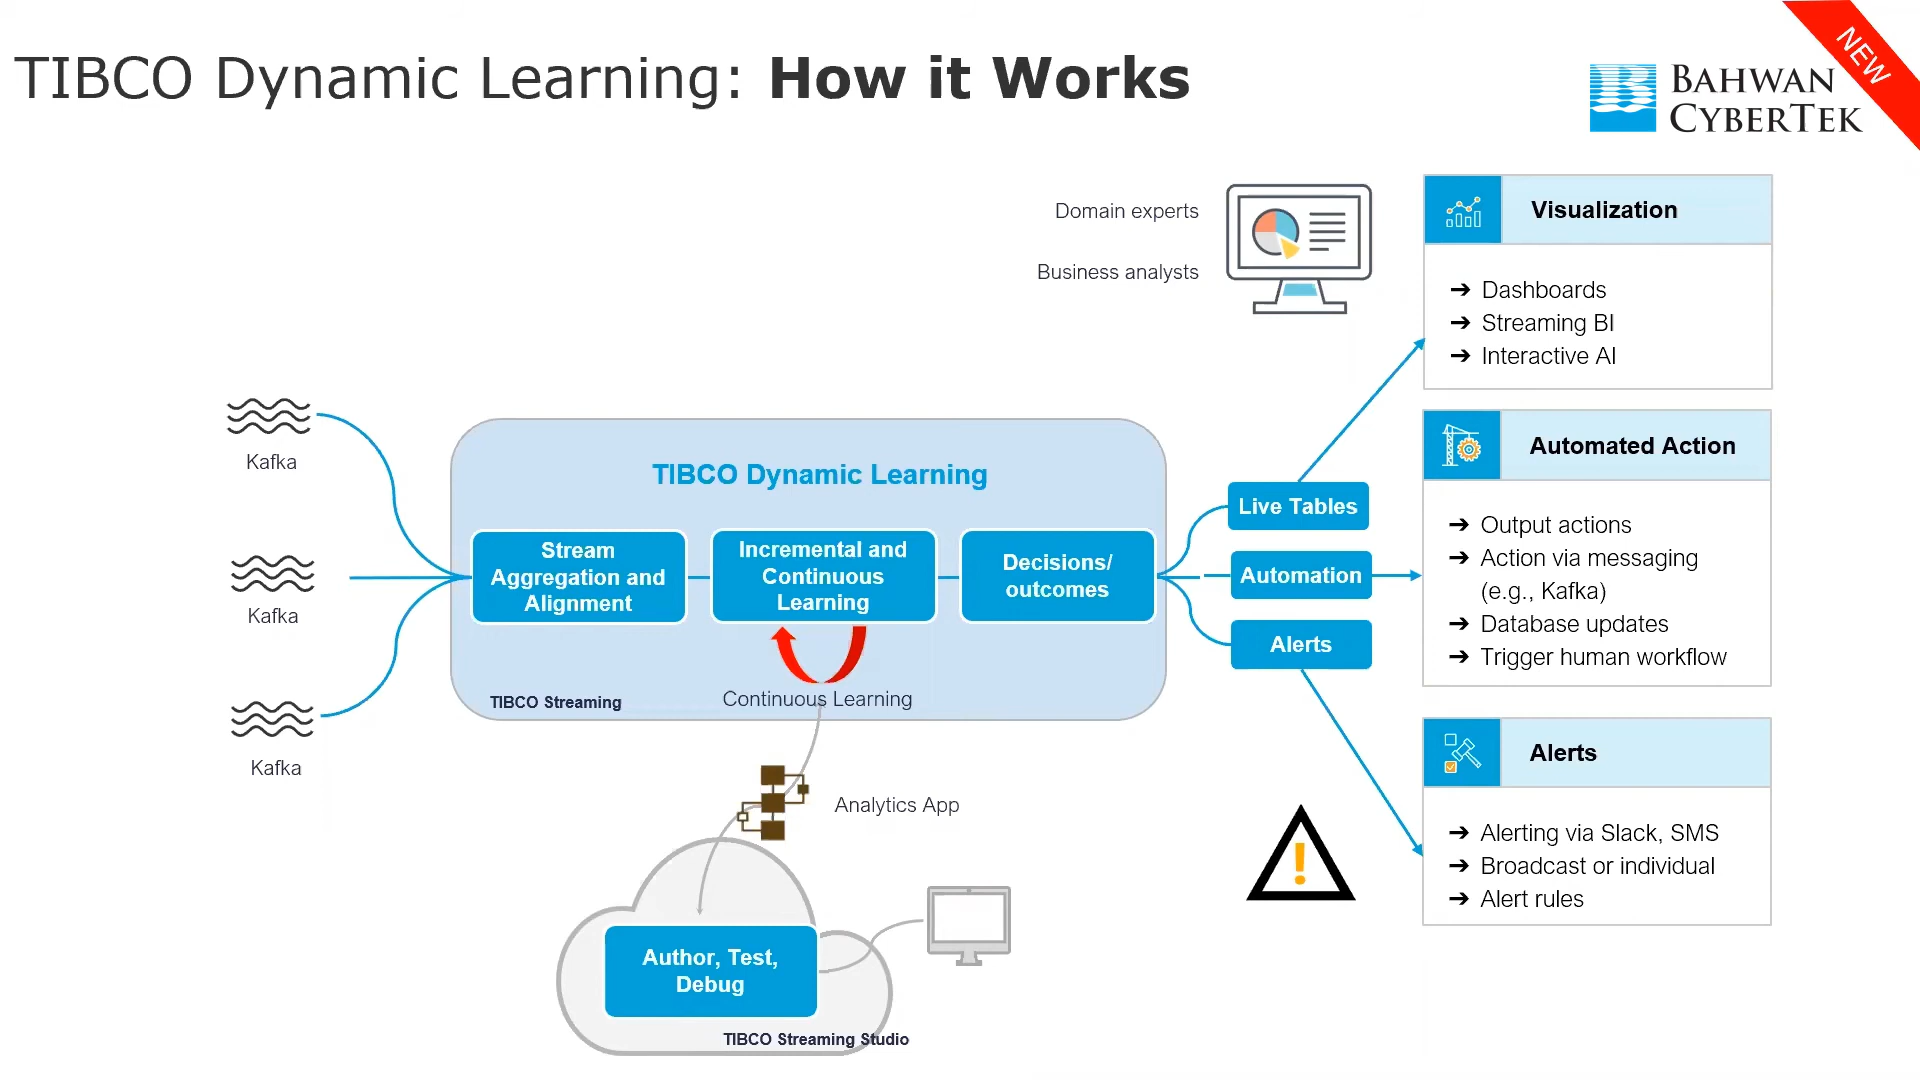 TIBCO Dynamic Learning: How it Works
BAHWAN
CYBERTEK
NEW
Domain experts
Business analysts
Visualization
➔ Dashboards
➔ Streaming BI
➔ Interactive AI
Kafka
Kafka
Kafka
TIBCO Dynamic Learning
Stream
Aggregation and
Alignment
Incremental and
Continuous
Learning
Decisions/
outcomes
Continuous Learning
TIBCO Streaming
Live Tables
Automation
Alerts
Automated Action
➔ Output actions
➔ Action via messaging
(e.g., Kafka)
➔ Database updates
➔ Trigger human workflow
Alerts
➔ Alerting via Slack, SMS
➔ Broadcast or individual
➔ Alert rules
Analytics App
Author, Test,
Debug
TIBCO Streaming Studio